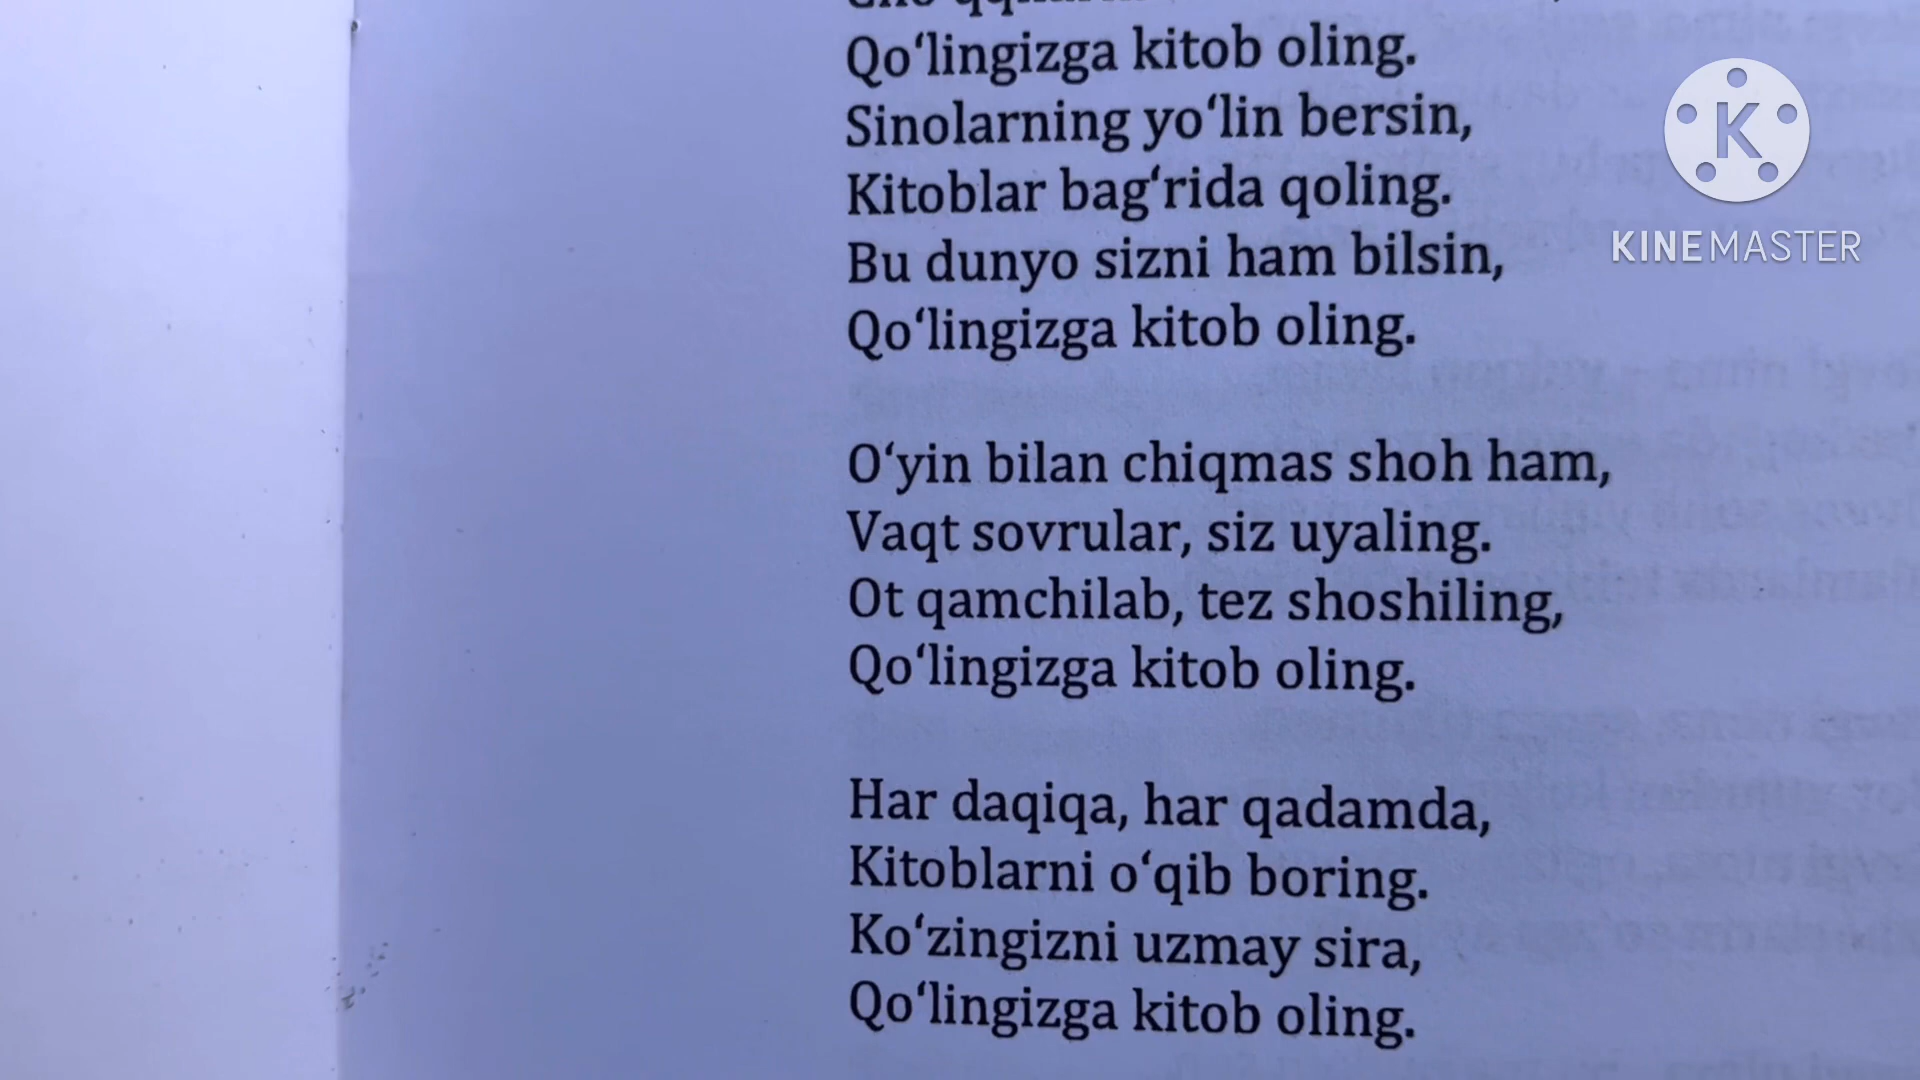 Qo‘lingizga kitob oling.
Sinolarning yo‘lin bersin,
Kitoblar bag‘rida qoling.
Bu dunyo sizni ham bilsin,
Qo‘lingizga kitob oling.
O‘yin bilan chiqmas shoh ham,
Vaqt sovrular, siz uyaling.
Ot qamchilab, tez shoshiling,
Qo‘lingizga kitob oling.
Har daqiqa, har qadamda,
Kitoblarni o‘qib boring.
Ko‘zingizni uzmay sira,
Qo‘lingizga kitob oling.
K
KINEMASTER